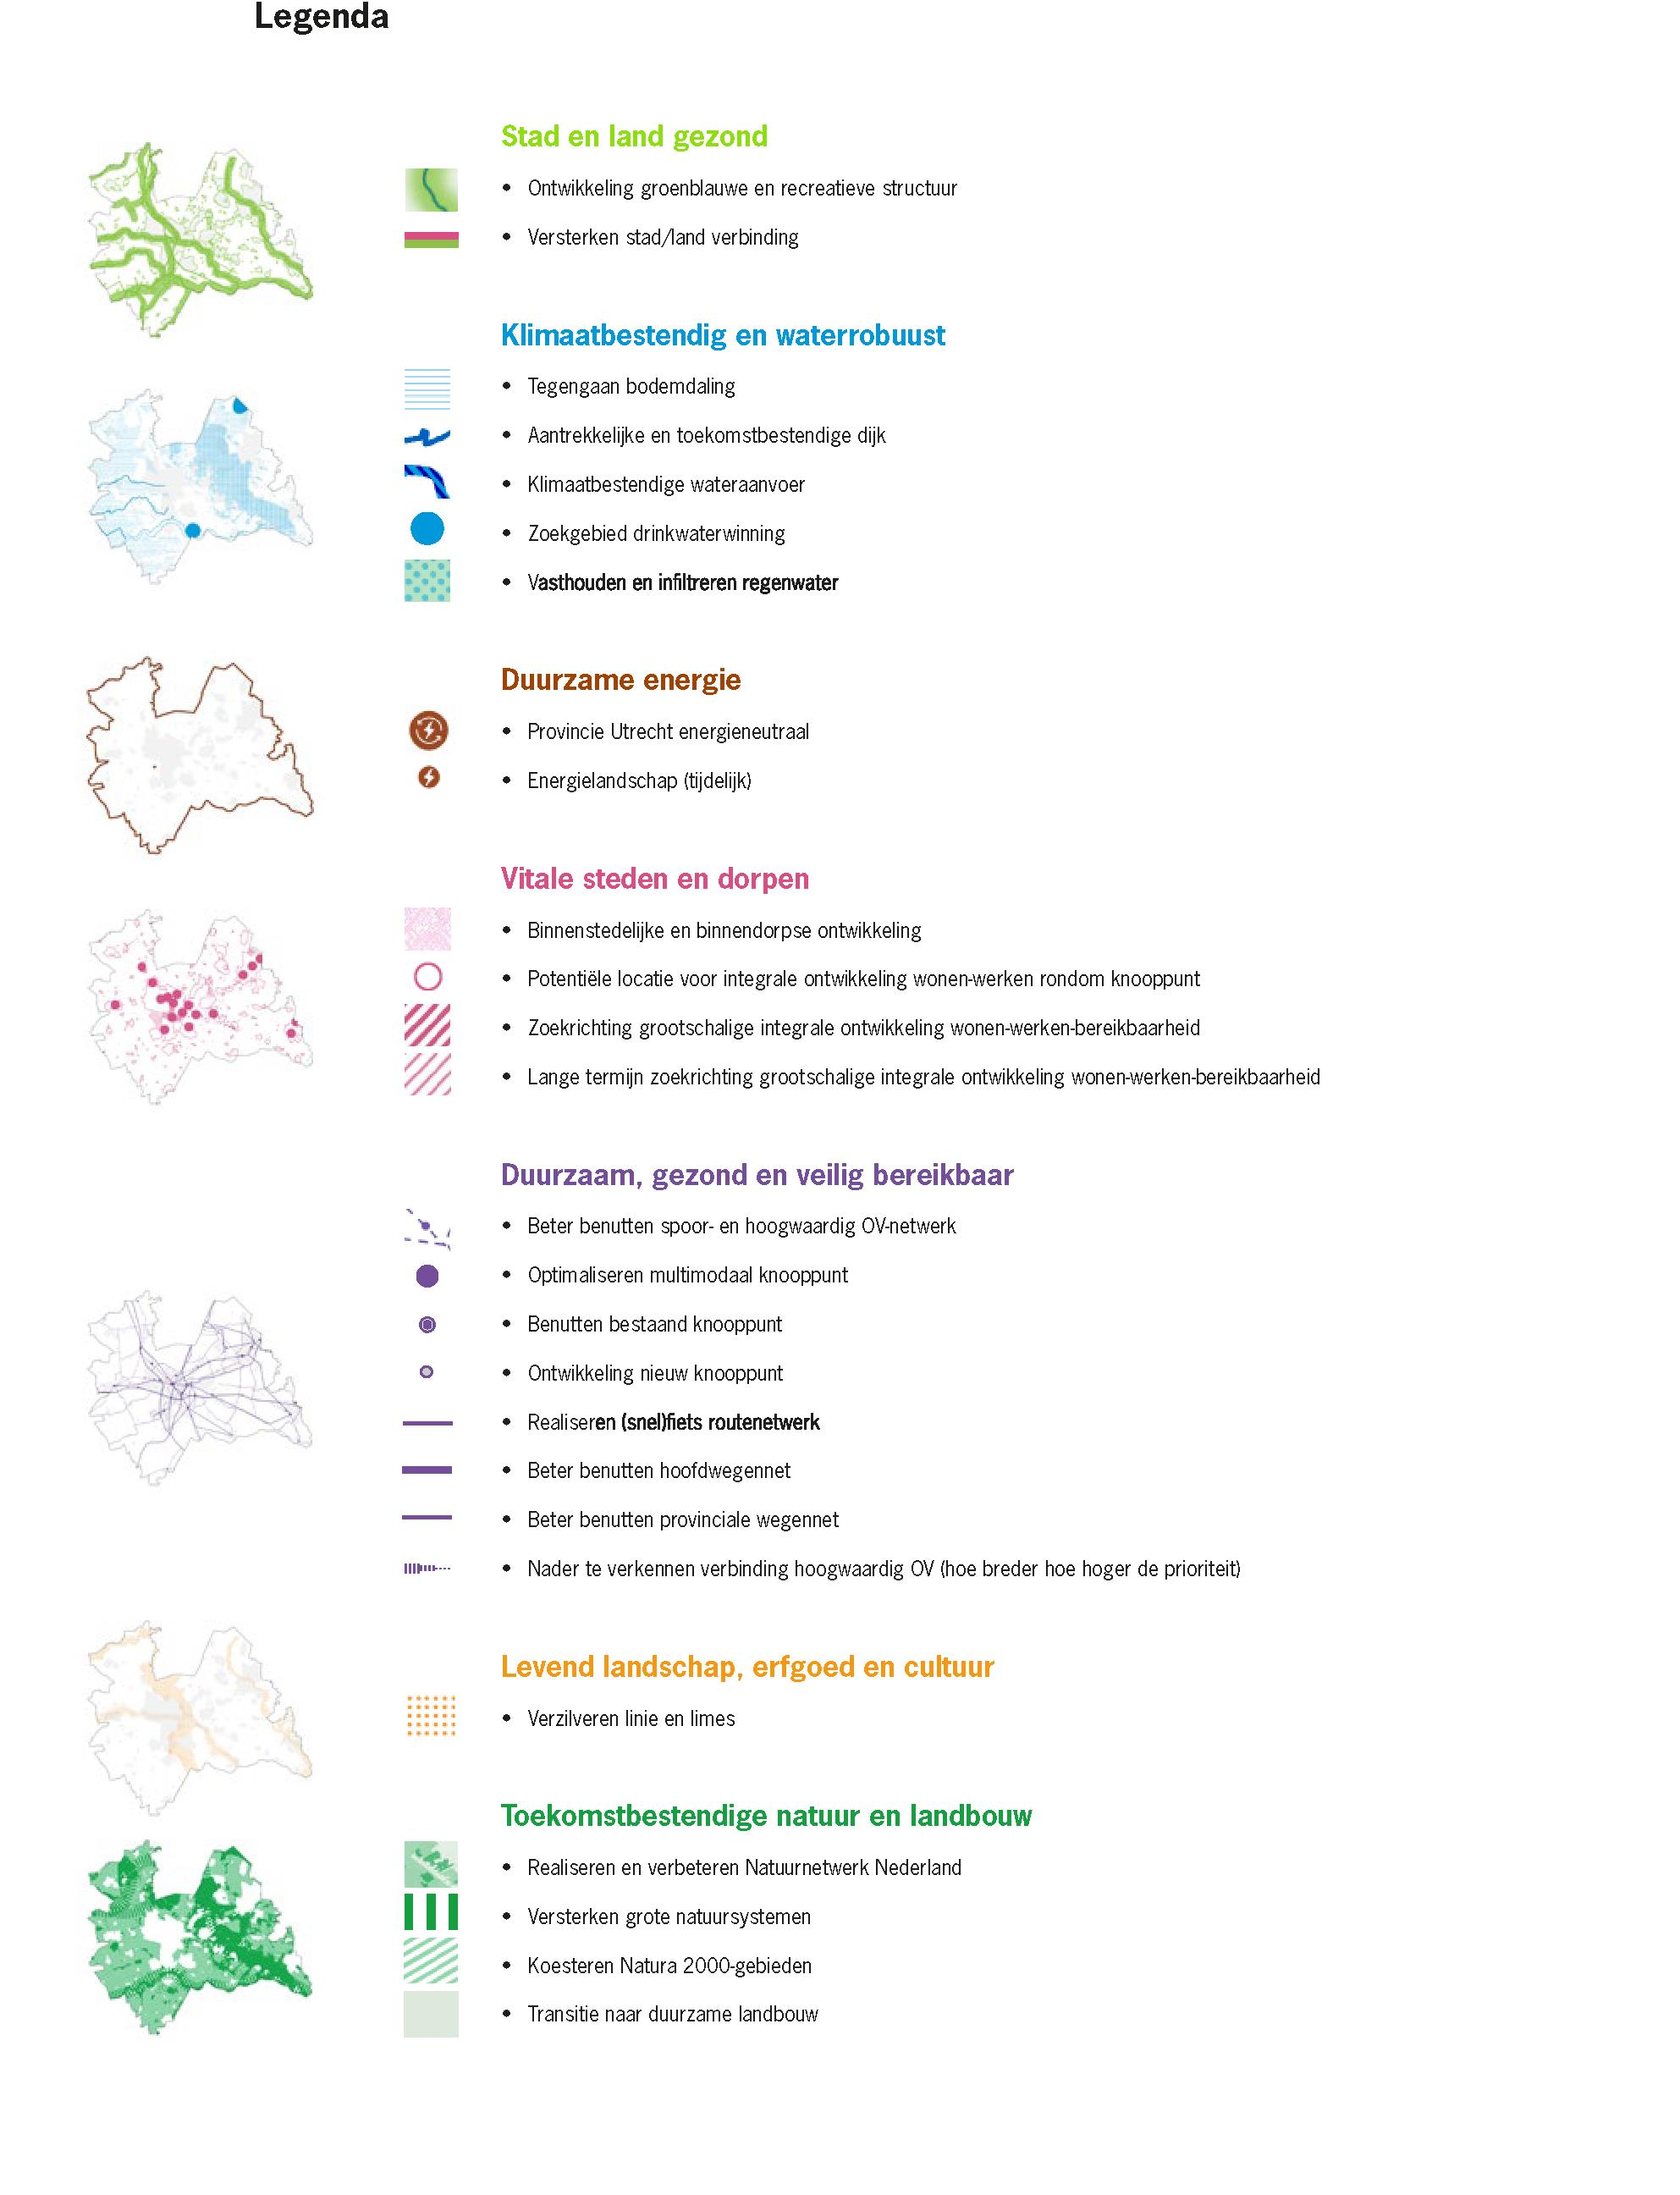 Legenda
Stad en land gezond
• Ontwikkeling groenblauwe en recreatieve structuur
• Versterken stad/land verbinding
Klimaatbestendig en waterrobuust
• Tegengaan bodemdaling
• Aantrekkelijke en toekomstbestendige dijk
• Klimaatbestendige wateraanvoer
• Zoekgebied drinkwaterwinning
• Vasthouden en infiltreren regenwater
Duurzame energie
• Provincie Utrecht energieneutraal
• Energielandschap (tijdelijk)
Vitale steden en dorpen
• Binnenstedelijke en binnendorpse ontwikkeling
• Potentiële locatie voor integrale ontwikkeling wonen-werken rondom knooppunt
• Zoekrichting grootschalige integrale ontwikkeling wonen-werken-bereikbaarheid
• Lange termijn zoekrichting grootschalige integrale ontwikkeling wonen-werken-bereikbaarheid
Duurzaam, gezond en veilig bereikbaar
• Beter benutten spoor- en hoogwaardig OV-netwerk
• Optimaliseren multimodaal knooppunt
• Benutten bestaand knooppunt
• Ontwikkeling nieuw knooppunt
• Realiseren (snel)fiets routenetwerk
• Beter benutten hoofdwegennet
• Beter benutten provinciale wegennet
• Nader te verkennen verbinding hoogwaardig OV (hoe breder hoe hoger de prioriteit)
Levend landschap, erfgoed en cultuur
• Verzilveren linie en limes
Toekomstbestendige natuur en landbouw
• Realiseren en verbeteren Natuurnetwerk Nederland
• Versterken grote natuursystemen
• Koesteren Natura 2000-gebieden
• Transitie naar duurzame landbouw